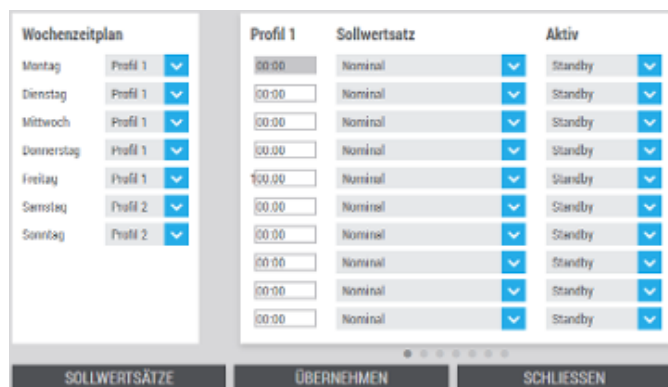 Wochenzeitplan
Montag Profil 1
Dienstag Profil 1
Mittwoch Profil 1
Donnerstag Profil 1
Freitag Profil 1
Samstag Profil 2
Sonntag Profil 2
Profil 1 Sollwertsatz Aktiv
00:00 Nominal Standby
00:00 Nominal Standby
00:00 Nominal Standby
00:00 Nominal Standby
00:00 Nominal Standby
00:00 Nominal Standby
00:00 Nominal Standby
00:00 Nominal Standby
00:00 Nominal Standby
00:00 Nominal Standby
SOLLWERTSÄTZE ÜBERNEHMEN SCHLIESSEN